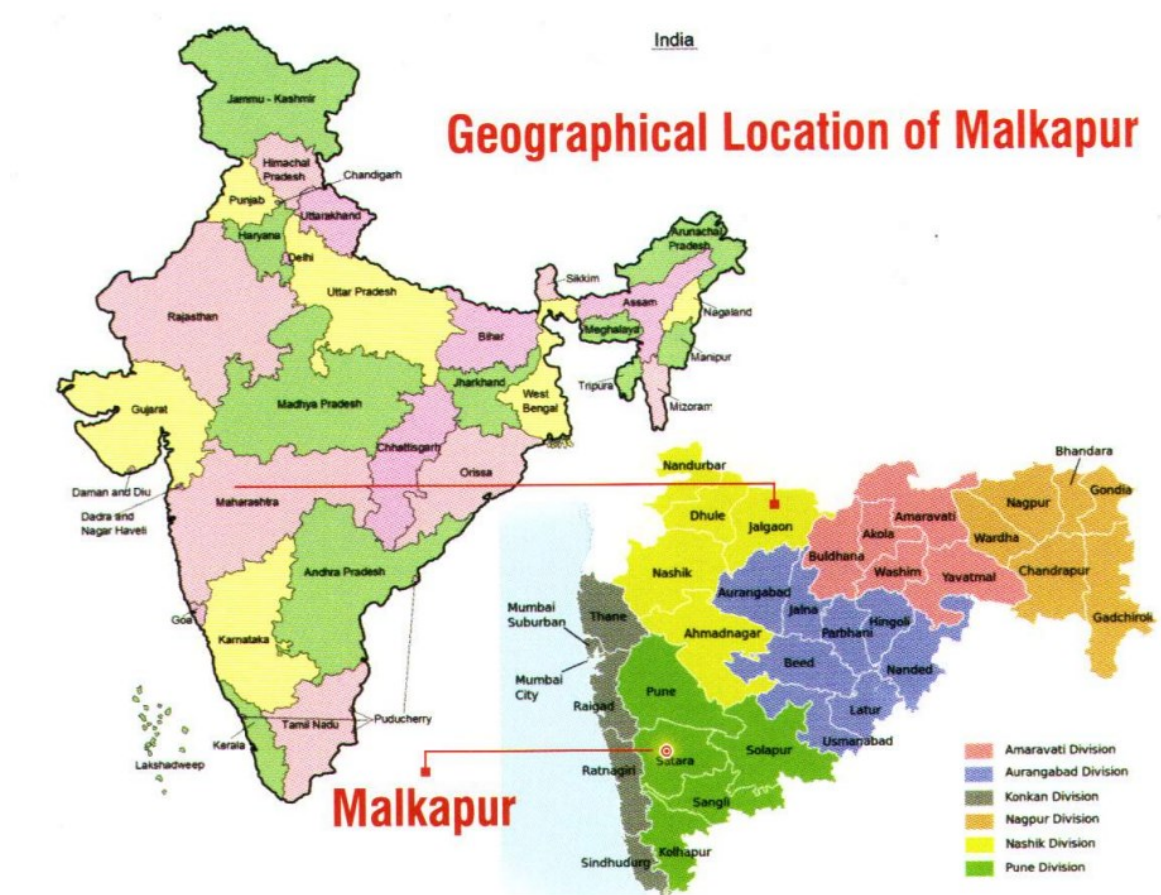 India
Geographical Location of Malkapur
Jammu - Kashmir
Himachal
Pradesh
Chandigarh
Punjab
Uttarakhand
Haryana
Delhi
Arunachal
Pradesh
Sikkim
Uttar Pradesh
Assam
Nagaland
Rajasthan
Bihar
Meghalaya
Manipur
Tripura
Jharkhand
West
Bengal
Mizoram
Gujarat
Madhya Pradesh
Chhattisgarh
Orissa
Daman and Diu
Maharashtra
Dadra and
Nagar Haveli
Andhra Pradesh
Goa
Karnataka
Puducherry
Tamil Nadu
Kerala
Lakshadweep
Malkapur
Nandurbar
Bhandara
Dhule
Jalgaon
Amaravati
Nagpur
Gondia
Akola
Buldhana
Wardha
Nashik
Washim
Yavatmal
Chandrapur
Aurangabad
Jalna
Hingoli
Gadchiroli
Thane
Mumbai
Suburban
Ahmadnagar
Parbhani
Beed
Nanded
Mumbai
City
Pune
Raigad
Latur
Usmanabad
Satara
Solapur
Ratnagiri
Sangli
Kolhapur
Sindhudurg
Amaravati Division
Aurangabad Division
Konkan Division
Nagpur Division
Nashik Division
Pune Division